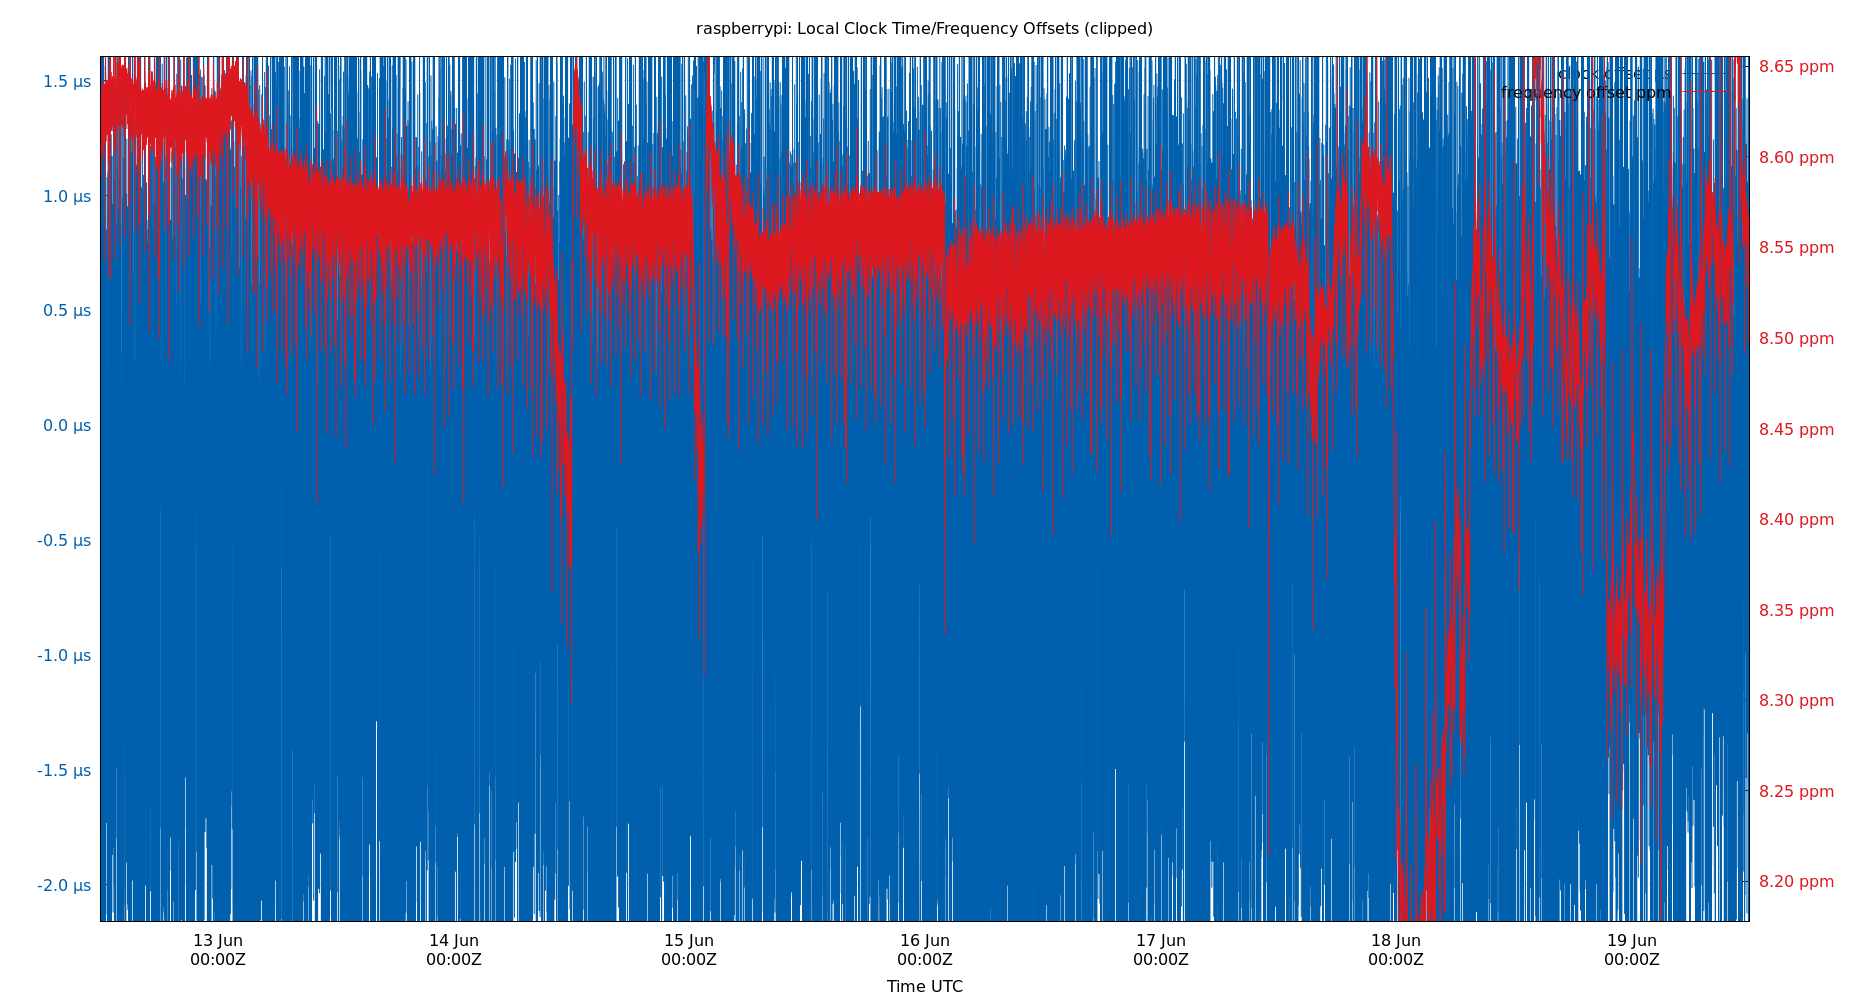 raspberrypi: Local Clock Time/Frequency Offsets (clipped)
clock offset µs
frequency offset ppm
1.5 µs
1.0 µs
0.5 µs
0.0 µs
-0.5 µs
-1.0 µs
-1.5 µs
-2.0 µs
8.65 ppm
8.60 ppm
8.55 ppm
8.50 ppm
8.45 ppm
8.40 ppm
8.35 ppm
8.30 ppm
8.25 ppm
8.20 ppm
13 Jun 14 Jun 15 Jun 16 Jun 17 Jun 18 Jun 19 Jun
00:00Z 00:00Z 00:00Z 00:00Z 00:00Z 00:00Z 00:00Z
Time UTC